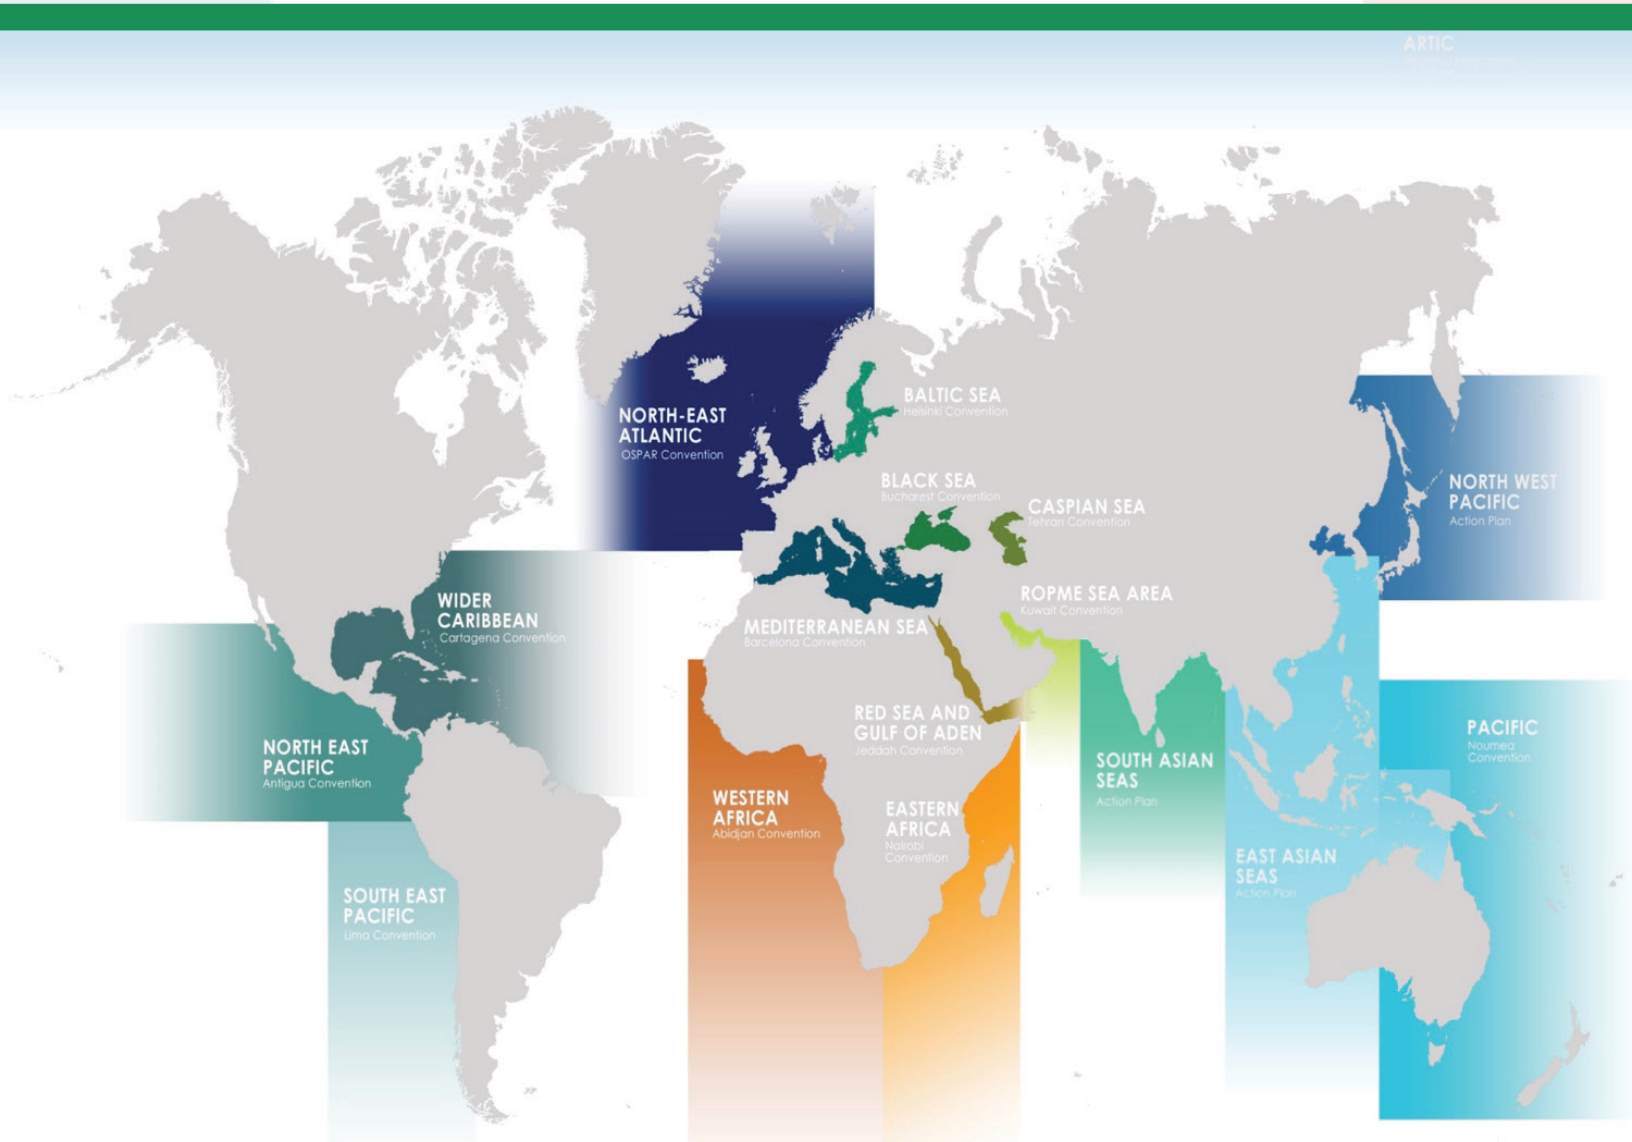 ARTIC
NORTH-EAST
ATLANTIC
OSPAR Convention
BALTIC SEA
Helsinki Convention
BLACK SEA
Bucharest Convention
CASPIAN SEA
Tehran Convention
NORTH WEST
PACIFIC
Action Plan
WIDER
CARIBBEAN
Cartagena Convention
MEDITERRANEAN SEA
Barcelona Convention
ROPME SEA AREA
Kuwait Convention
NORTH EAST
PACIFIC
Antigua Convention
RED SEA AND
GULF OF ADEN
Jeddah Convention
SOUTH ASIAN
SEAS
Action Plan
PACIFIC
Noumea
Convention
WESTERN
AFRICA
Abidjan Convention
EASTERN
AFRICA
Nairobi
Convention
EAST ASIAN
SEAS
Action Plan
SOUTH EAST
PACIFIC
Lima Convention